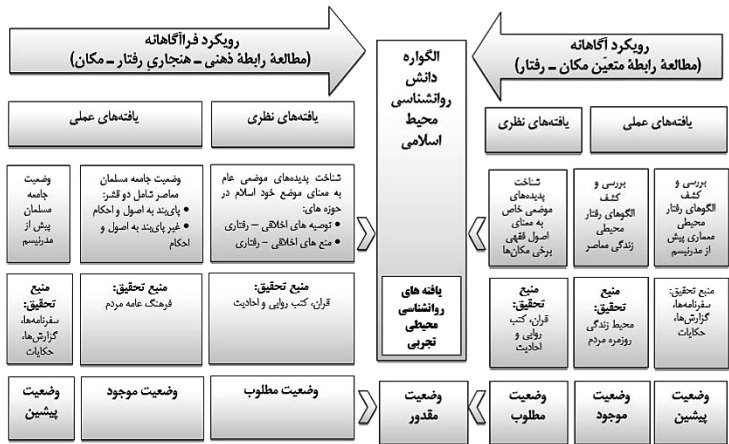 رویکرد آگاهانه
(مطالعهٔ رابطهٔ متعیّن مکان – رفتار)
الگواره
دانش
روانشناسی
محیط
اسلامی
رویکرد فراآگاهانه
(مطالعهٔ رابطهٔ ذهنی – هنجاریِ رفتار – مکان)
یافته‌های عملی
یافته‌های نظری
یافته‌های نظری
یافته‌های عملی
بررسی و
کشف
الگوهای رفتار
محیطی
معماری پیش
از مدرنیسم
بررسی و
کشف
الگوهای رفتار
محیطی
زندگی معاصر
شناخت
پدیده‌های
موضعی خاص
به معنای
اصول فقهی
برخی مکان‌ها
شناخت پدیده‌های موضعی عام
به معنای موضع خود اسلام در
حوزه های:
• توصیه های اخلاقی – رفتاری
• منع های اخلاقی – رفتاری
وضعیت جامعه مسلمان
معاصر شامل دو قشر:
• پای‌بند به اصول و احکام
• غیر پای‌بند به اصول و
احکام
وضعیت
جامعه
مسلمان
پیش از
مدرنیسم
منبع تحقیق:
سفرنامه‌ها،
گزارش‌ها،
حکایات
منبع
تحقیق:
محیط زندگی
روزمره مردم
منبع
تحقیق:
قران، کتب
روایی و
احادیث
یافته های
روانشناسی
محیطی
تجربی
منبع تحقیق:
قران، کتب روایی و احادیث
منبع تحقیق:
فرهنگ عامه مردم
منبع
تحقیق:
سفرنامه‌ها،
گزارش‌ها،
حکایات
وضعیت
پیشین
وضعیت
موجود
وضعیت
مطلوب
وضعیت
مقدور
وضعیت مطلوب
وضعیت موجود
وضعیت
پیشین